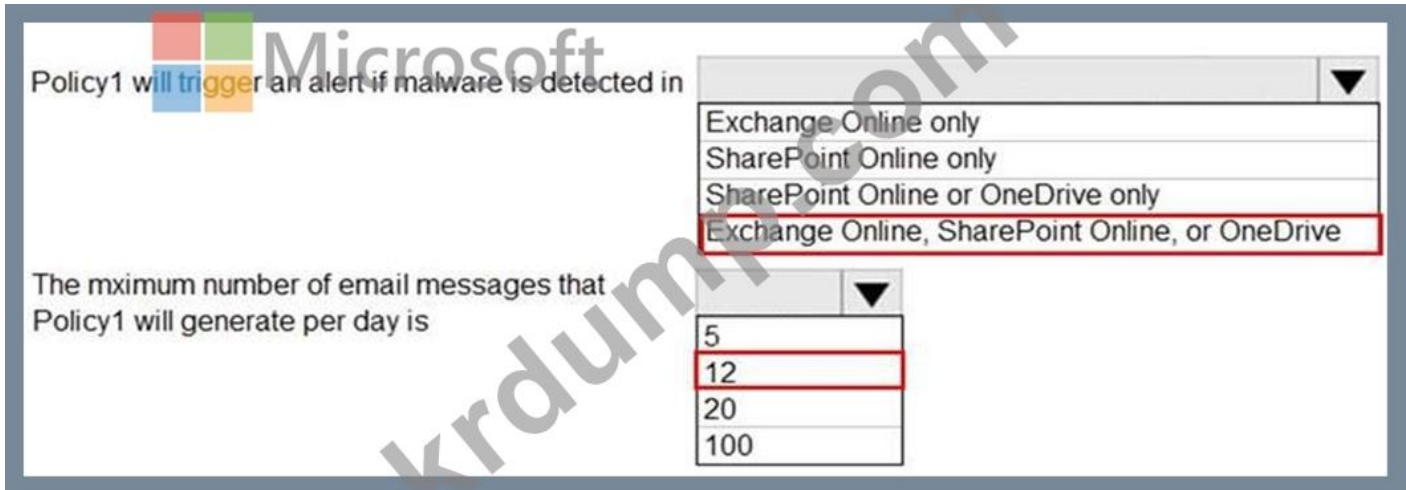 Microsoft
Policy1 will trigger an alert if malware is detected in
Exchange Online only
SharePoint Online only
SharePoint Online or OneDrive only
Exchange Online, SharePoint Online, or OneDrive
The mximum number of email messages that
Policy1 will generate per day is
5
12
20
100
krdump.com